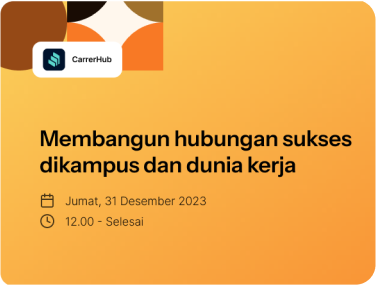 CarrerHub
Membangun hubungan sukses
dikampus dan dunia kerja
Jumat, 31 Desember 2023
12.00 - Selesai